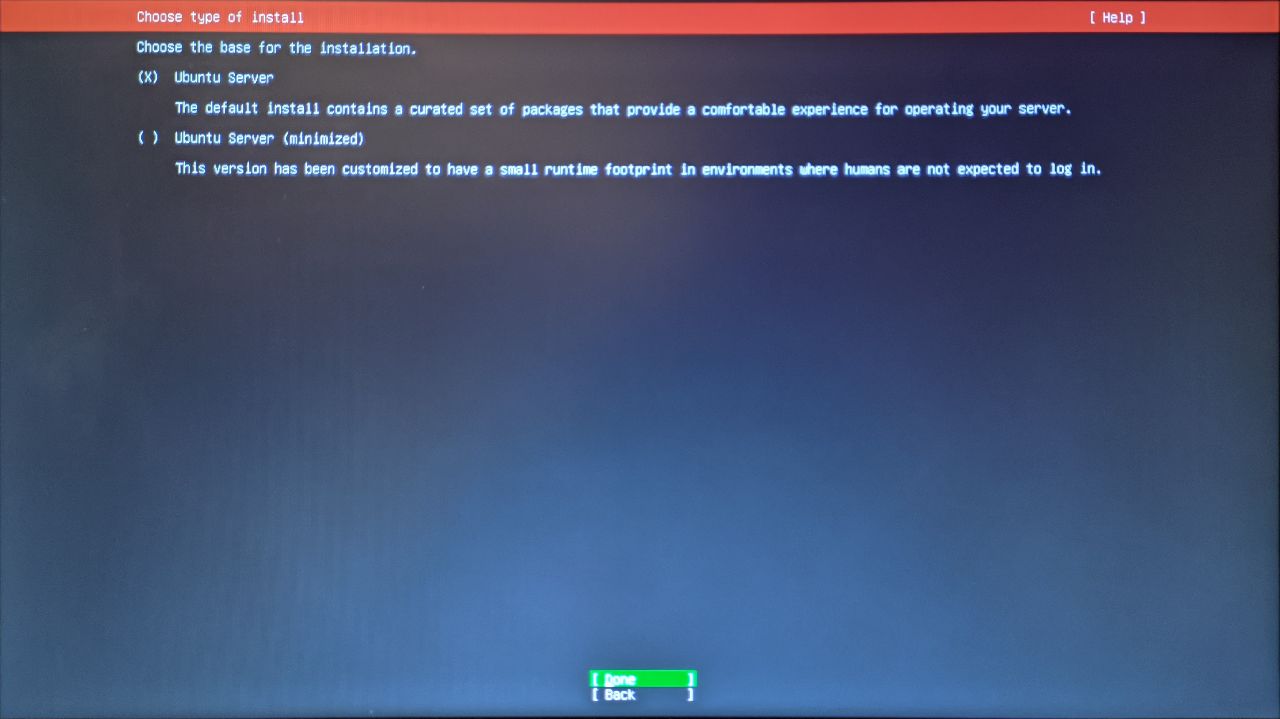 Choose type of install [ Help ]
Choose the base for the installation.
(X) Ubuntu Server
The default install contains a curated set of packages that provide a comfortable experience for operating your server.
( ) Ubuntu Server (minimized)
This version has been customized to have a small runtime footprint in environments where humans are not expected to log in.
[ Done ]
[ Back ]